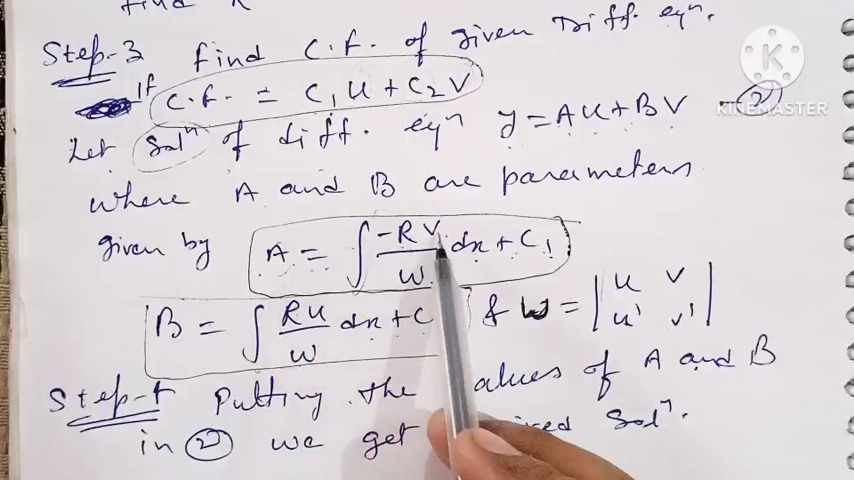 find R
Step-3 find C.F. of given Diff. eqⁿ.
If C.F. = C₁u + C₂V
Let Solⁿ of diff. eqⁿ y = Au + BV -②
where A and B are parameters
given by A = ∫ -RV/W dx + C₁
B = ∫ Ru/W dx + C & W = | u v | | u' v' |
Step-4 Putting the values of A and B
in ② we get Solⁿ.
K
KINEMASTER